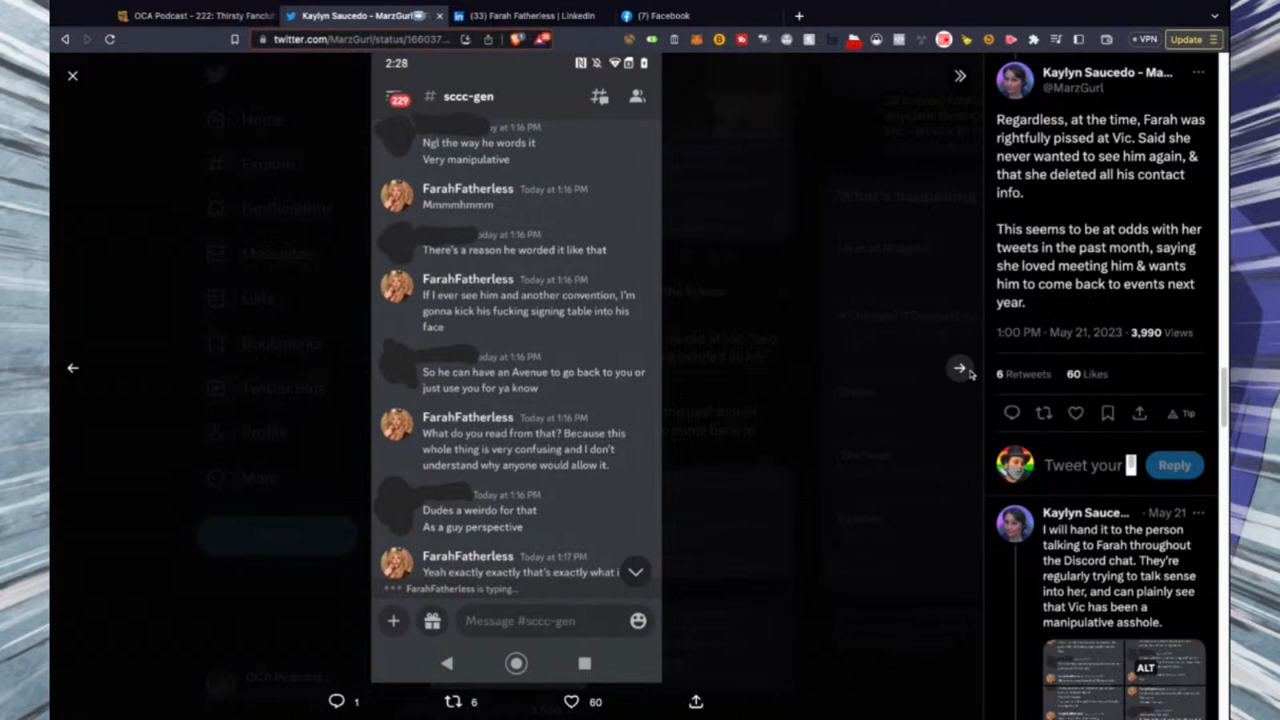 OCA Podcast - 222: Thirsty Fanclu
Kaylyn Saucedo - MarzGurl
(33) Farah Fatherless | LinkedIn
(7) Facebook
twitter.com/MarzGurl/status/166037...
VPN
Update
2:28
229
# sccc-gen
ay at 1:16 PM
Ngl the way he words it
Very manipulative
FarahFatherless Today at 1:16 PM
Mmmmhmmm
oday at 1:16 PM
There's a reason he worded it like that
FarahFatherless Today at 1:16 PM
If I ever see him and another convention, I'm
gonna kick his fucking signing table into his
face
oday at 1:16 PM
So he can have an Avenue to go back to you or
just use you for ya know
FarahFatherless Today at 1:16 PM
What do you read from that? Because this
whole thing is very confusing and I don't
understand why anyone would allow it.
Today at 1:16 PM
Dudes a weirdo for that
As a guy perspective
FarahFatherless Today at 1:17 PM
Yeah exactly exactly that's exactly what i
FarahFatherless is typing...
Message #sccc-gen
1
60
Home
More
Kaylyn Saucedo - Ma...
@MarzGurl
Regardless, at the time, Farah was
rightfully pissed at Vic. Said she
never wanted to see him again, &
that she deleted all his contact
info.
This seems to be at odds with her
tweets in the past month, saying
she loved meeting him & wants
him to come back to events next
year.
1:00 PM · May 21, 2023 · 3,990 Views
6 Retweets 60 Likes
Tip
Tweet your
Reply
Kaylyn Sauce... · May 21
I will hand it to the person
talking to Farah throughout
the Discord chat. They're
regularly trying to talk sense
into her, and can plainly see
that Vic has been a
manipulative asshole.
ALT